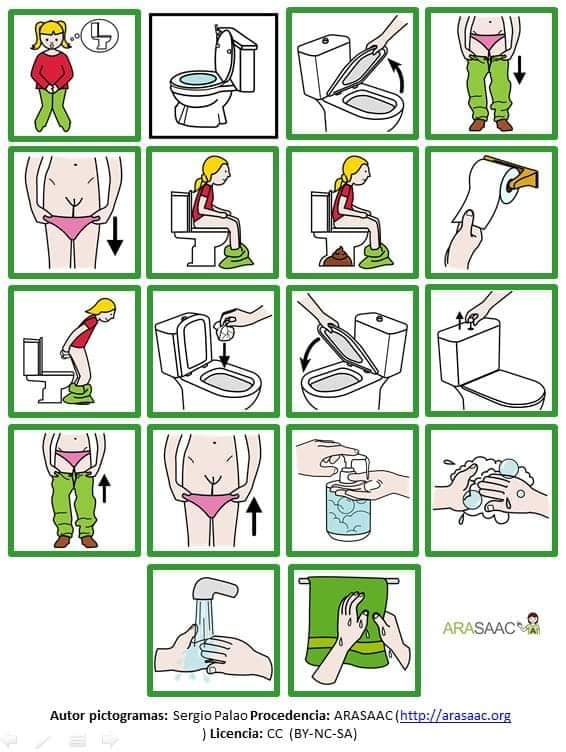 ARASAAC
Autor pictogramas: Sergio Palao Procedencia: ARASAAC (http://arasaac.org
) Licencia: CC (BY-NC-SA)